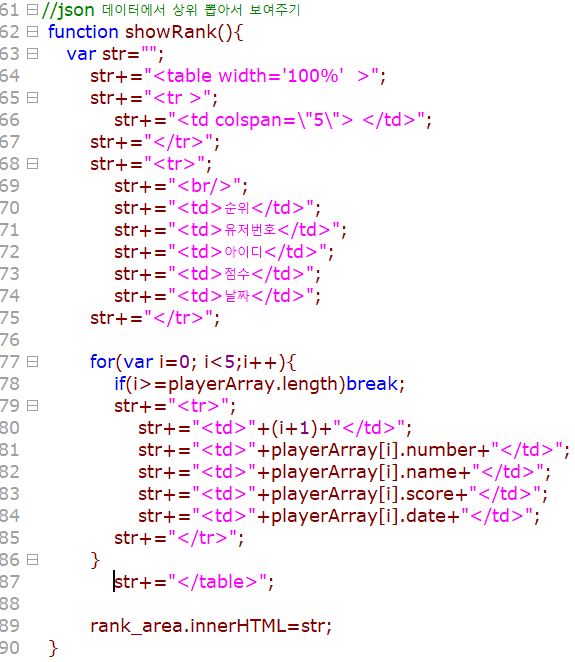 61 //json 데이터에서 상위 뽑아서 보여주기
62 function showRank(){
63 var str="";
64 str+="<table width='100%'  >";
65 str+="<tr >";
66 str+="<td colspan=\"5\"> </td>";
67 str+="</tr>";
68 str+="<tr>";
69 str+="<br/>";
70 str+="<td>순위</td>";
71 str+="<td>유저번호</td>";
72 str+="<td>아이디</td>";
73 str+="<td>점수</td>";
74 str+="<td>날짜</td>";
75 str+="</tr>";
76
77 for(var i=0; i<5;i++){
78 if(i>=playerArray.length)break;
79 str+="<tr>";
80 str+="<td>"+(i+1)+"</td>";
81 str+="<td>"+playerArray[i].number+"</td>";
82 str+="<td>"+playerArray[i].name+"</td>";
83 str+="<td>"+playerArray[i].score+"</td>";
84 str+="<td>"+playerArray[i].date+"</td>";
85 str+="</tr>";
86 }
87 str+="</table>";
88
89 rank_area.innerHTML=str;
90 }